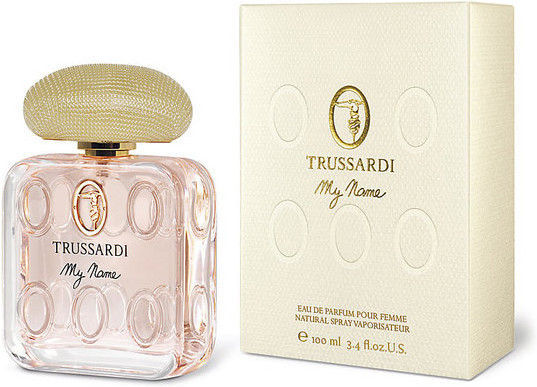 TRUSSARDI
My Name
TRUSSARDI
My Name
EAU DE PARFUM POUR FEMME
NATURAL SPRAY VAPORISATEUR
℮ 100 ml 3.4 fl.oz.U.S.